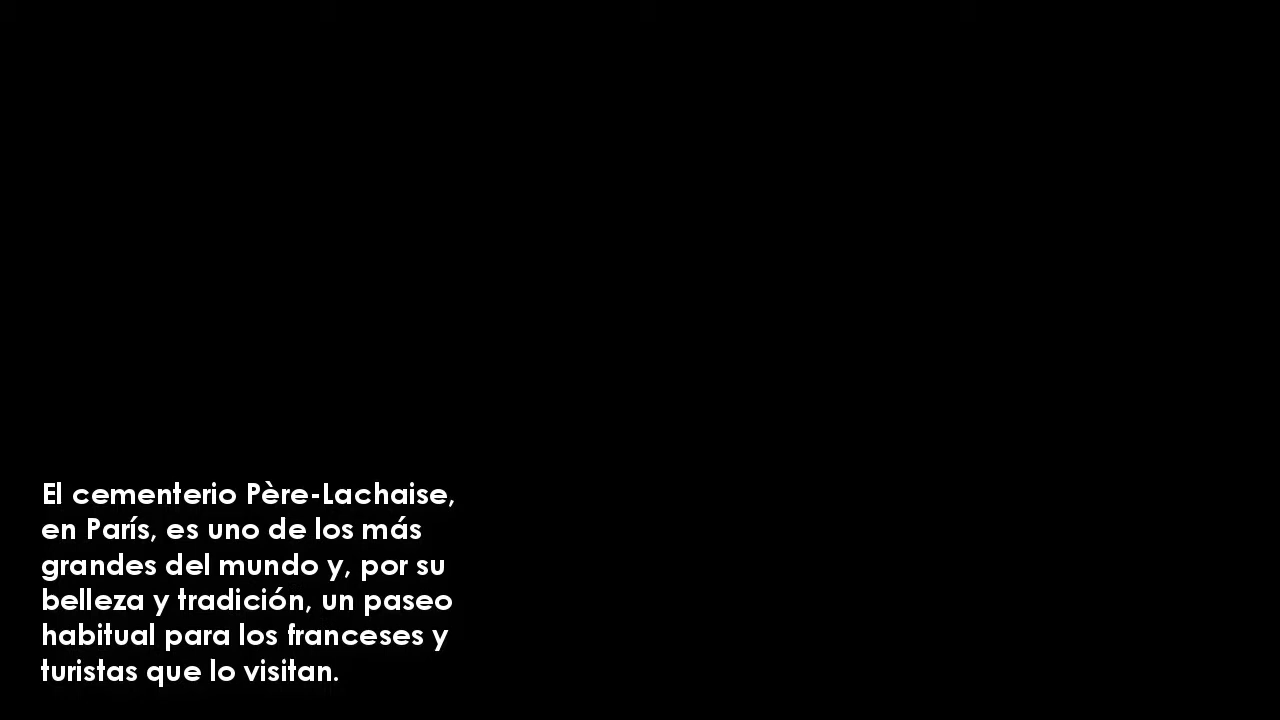 El cementerio Père-Lachaise,
en París, es uno de los más
grandes del mundo y, por su
belleza y tradición, un paseo
habitual para los franceses y
turistas que lo visitan.